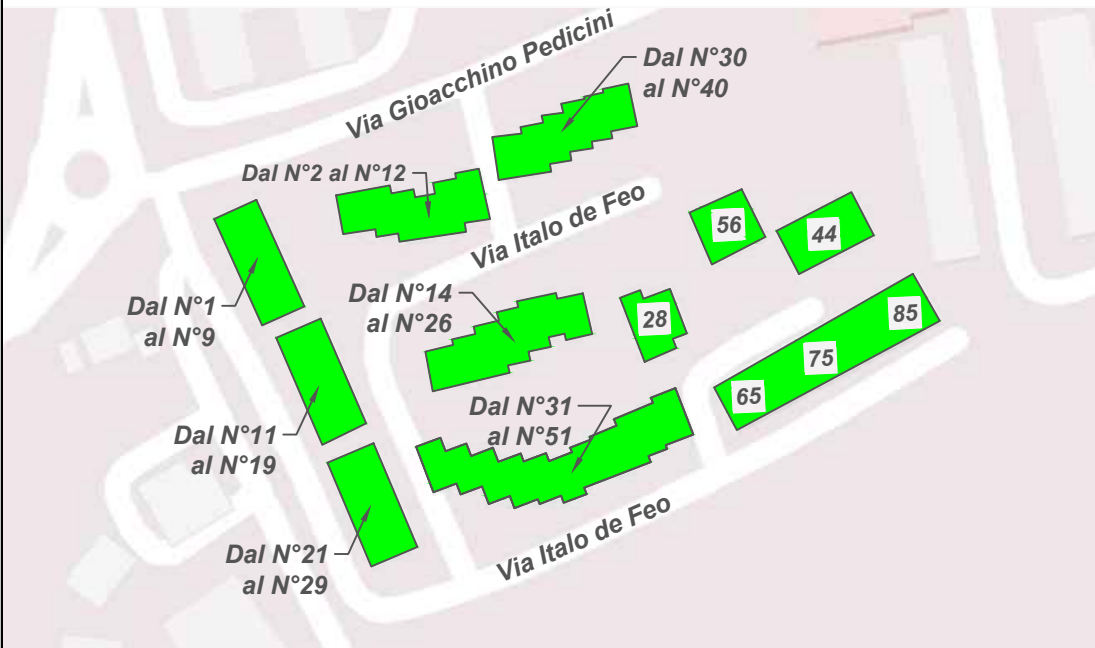 Via Gioacchino Pedicini
Dal N°30
al N°40
Dal N°2 al N°12
Via Italo de Feo
56
44
Dal N°1
al N°9
Dal N°14
al N°26
28
85
75
65
Dal N°11
al N°19
Dal N°31
al N°51
Via Italo de Feo
Dal N°21
al N°29